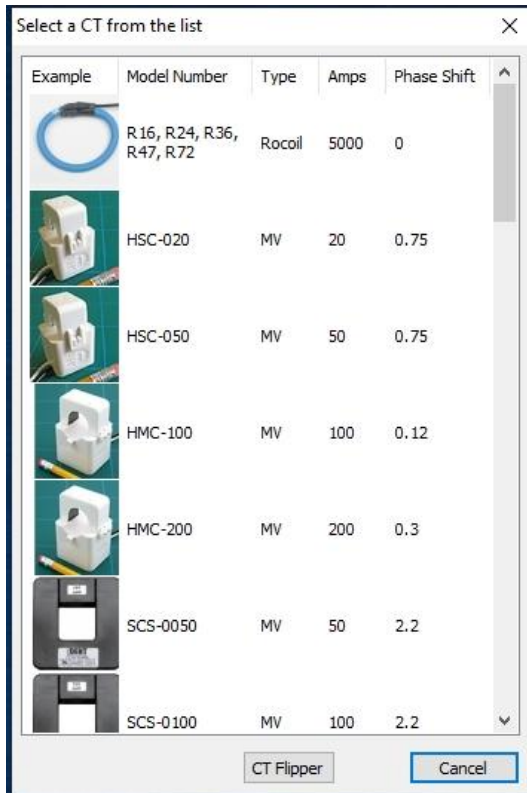 Select a CT from the list
Example Model Number Type Amps Phase Shift
R16, R24, R36,
R47, R72 Rocoil 5000 0
HSC-020 MV 20 0.75
HSC-050 MV 50 0.75
HMC-100 MV 100 0.12
HMC-200 MV 200 0.3
SCS-0050 MV 50 2.2
SCS-0100 MV 100 2.2
CT Flipper Cancel